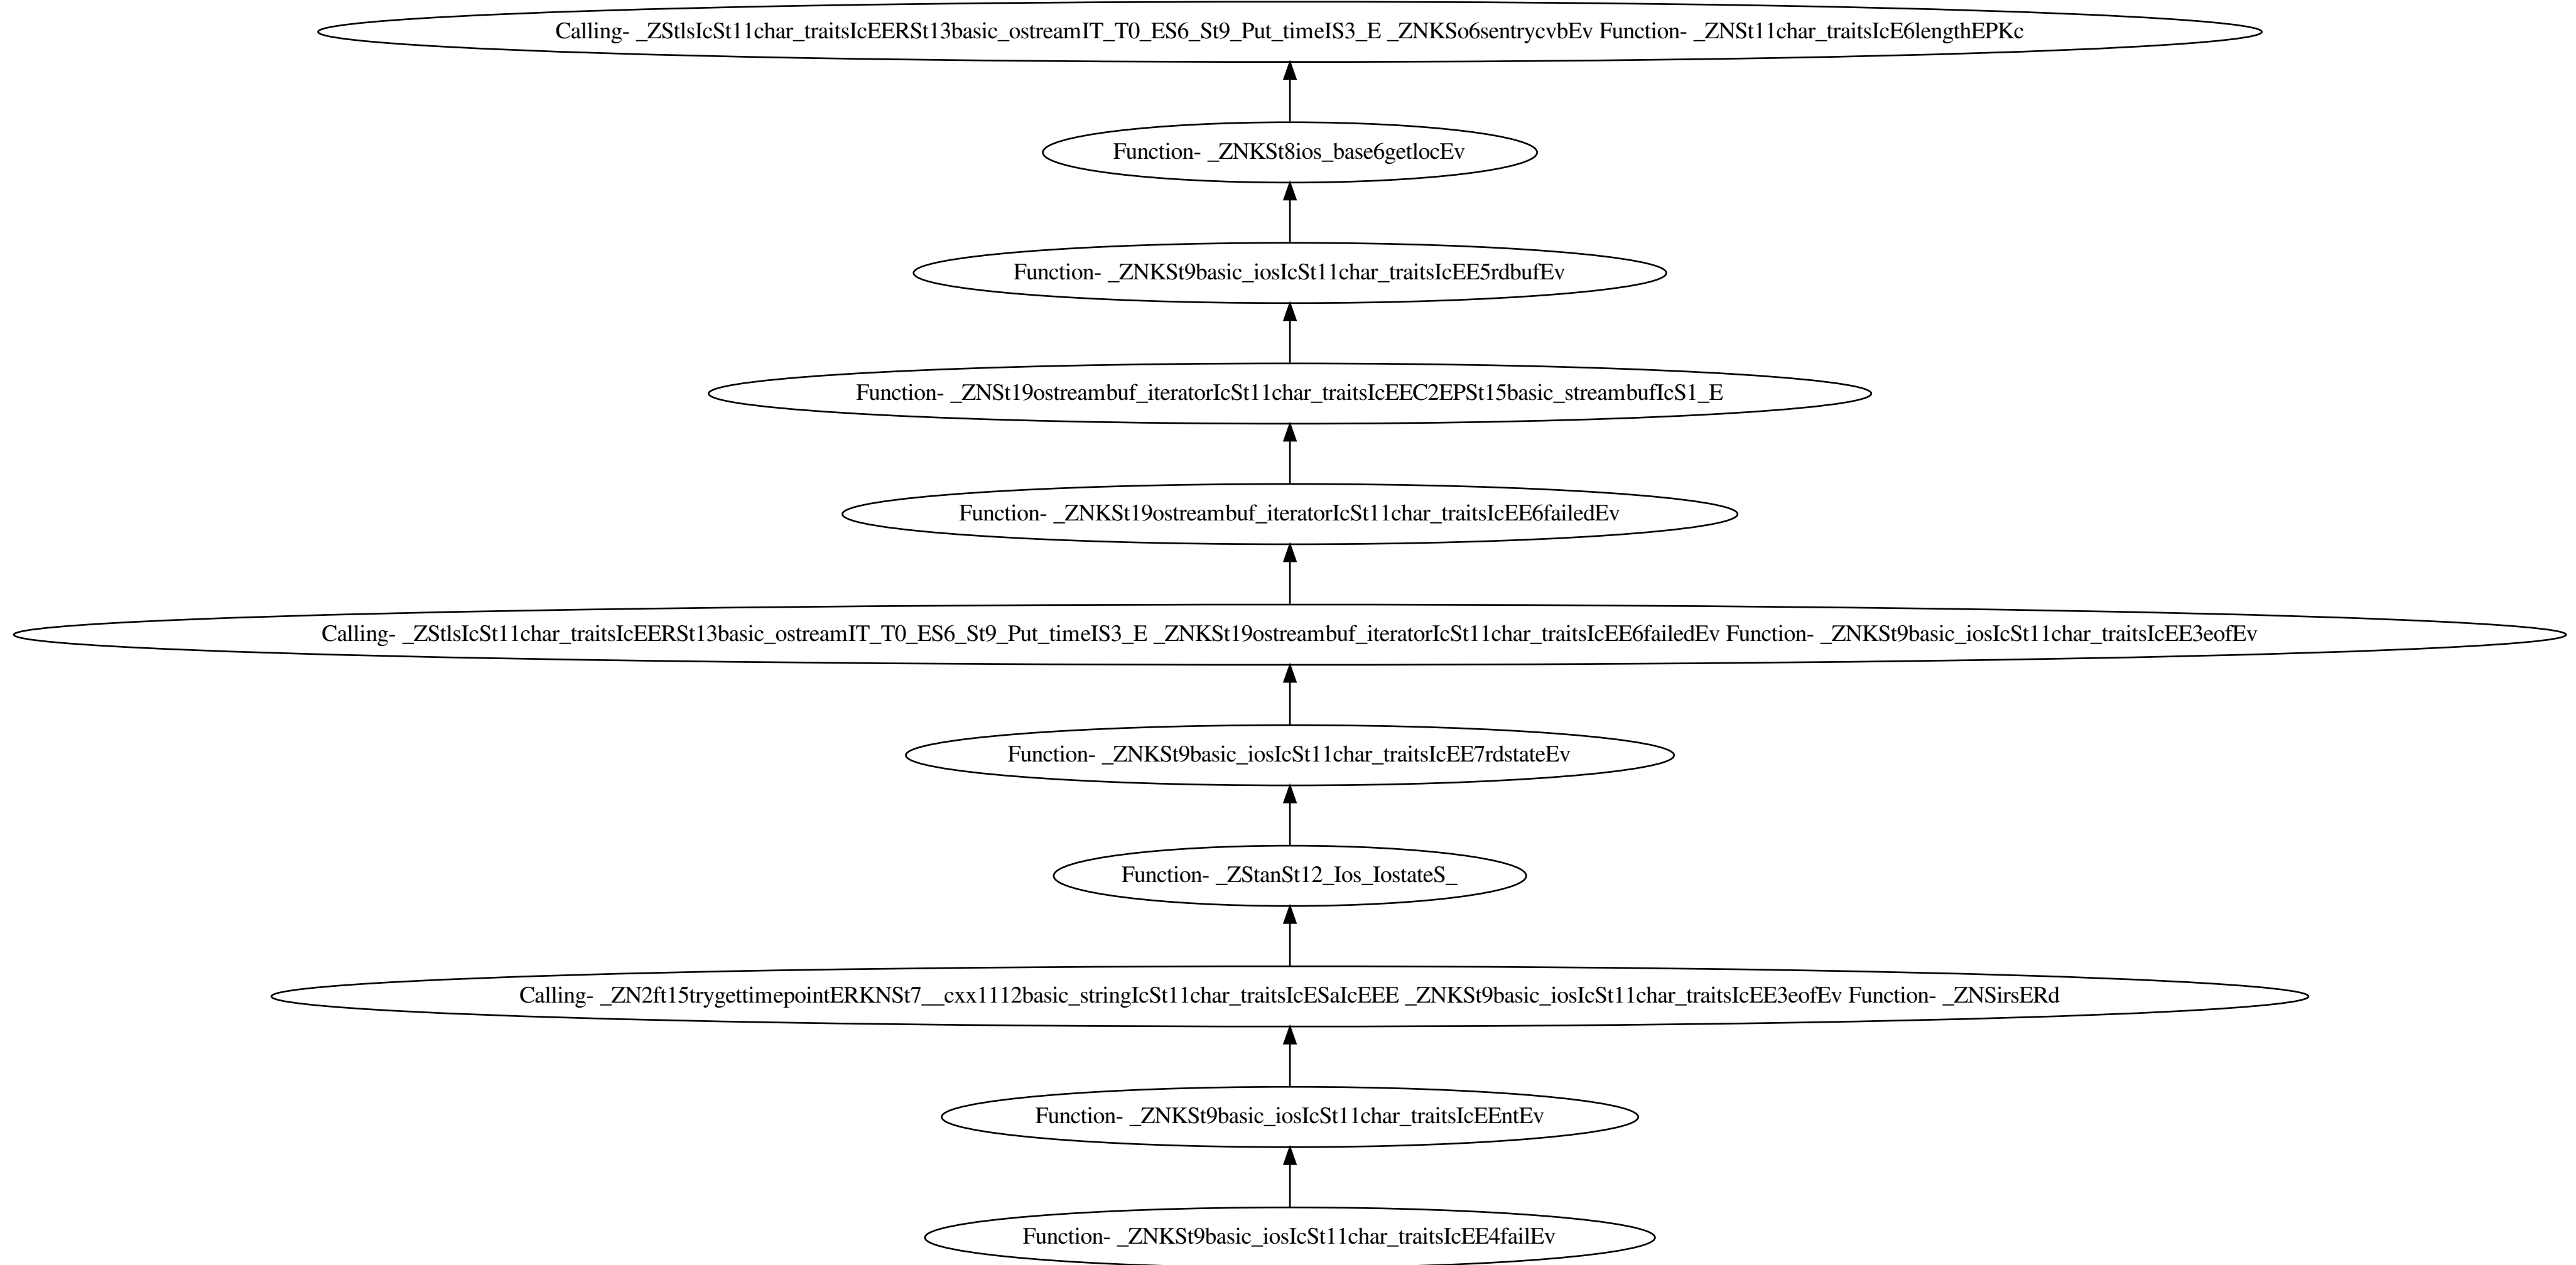 Calling- _ZStlsIcSt11char_traitsIcEERSt13basic_ostreamIT_T0_ES6_St9_Put_timeIS3_E _ZNKSo6sentrycvbEv Function- _ZNSt11char_traitsIcE6lengthEPKc
Function- _ZNKSt8ios_base6getlocEv
Function- _ZNKSt9basic_iosIcSt11char_traitsIcEE5rdbufEv
Function- _ZNSt19ostreambuf_iteratorIcSt11char_traitsIcEEC2EPSt15basic_streambufIcS1_E
Function- _ZNKSt19ostreambuf_iteratorIcSt11char_traitsIcEE6failedEv
Calling- _ZStlsIcSt11char_traitsIcEERSt13basic_ostreamIT_T0_ES6_St9_Put_timeIS3_E _ZNKSt19ostreambuf_iteratorIcSt11char_traitsIcEE6failedEv Function- _ZNKSt9basic_iosIcSt11char_traitsIcEE3eofEv
Function- _ZNKSt9basic_iosIcSt11char_traitsIcEE7rdstateEv
Function- _ZStanSt12_Ios_IostateS_
Calling- _ZN2ft15trygettimepointERKNSt7__cxx1112basic_stringIcSt11char_traitsIcESaIcEEE _ZNKSt9basic_iosIcSt11char_traitsIcEE3eofEv Function- _ZNSirsERd
Function- _ZNKSt9basic_iosIcSt11char_traitsIcEEntEv
Function- _ZNKSt9basic_iosIcSt11char_traitsIcEE4failEv